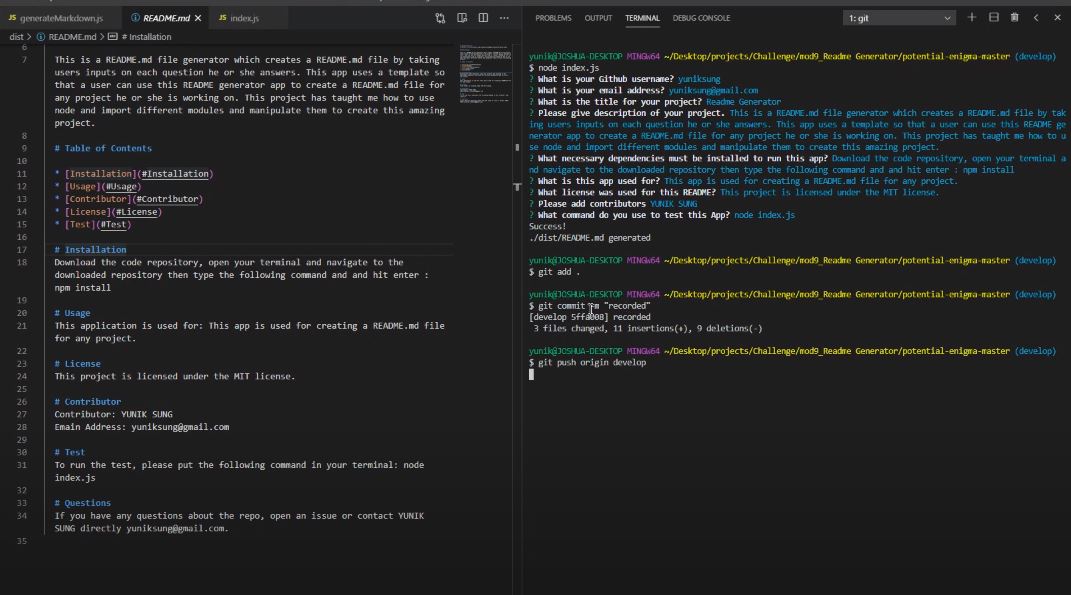 generateMarkdown.js
README.md
index.js
dist > README.md > # Installation
6
7 This is a README.md file generator which creates a README.md file by taking
users inputs on each question he or she answers. This app uses a template so
that a user can use this README generator app to create a README.md file for
any project he or she is working on. This project has taught me how to use
node and import different modules and manipulate them to create this amazing
project.
8
9 # Table of Contents
10
11 * [Installation](#Installation)
12 * [Usage](#Usage)
13 * [Contributor](#Contributor)
14 * [License](#License)
15 * [Test](#Test)
16
17 # Installation
18 Download the code repository, open your terminal and navigate to the
downloaded repository then type the following command and and hit enter :
npm install
19
20 # Usage
21 This application is used for: This app is used for creating a README.md file
for any project.
22
23 # License
24 This project is licensed under the MIT license.
25
26 # Contributor
27 Contributor: YUNIK SUNG
28 Emain Address: yuniksung@gmail.com
29
30 # Test
31 To run the test, please put the following command in your terminal: node
index.js
32
33 # Questions
34 If you have any questions about the repo, open an issue or contact YUNIK
SUNG directly yuniksung@gmail.com.
35
PROBLEMS OUTPUT TERMINAL DEBUG CONSOLE
1: git
yunik@JOSHUA-DESKTOP MINGW64 ~/Desktop/projects/Challenge/mod9_Readme Generator/potential-enigma-master (develop)
$ node index.js
? What is your Github username? yuniksung
? What is your email address? yuniksung@gmail.com
? What is the title for your project? Readme Generator
? Please give description of your project. This is a README.md file generator which creates a README.md file by tak
ing users inputs on each question he or she answers. This app uses a template so that a user can use this README ge
nerator app to create a README.md file for any project he or she is working on. This project has taught me how to u
se node and import different modules and manipulate them to create this amazing project.
? What necessary dependencies must be installed to run this app? Download the code repository, open your terminal a
nd navigate to the downloaded repository then type the following command and and hit enter : npm install
? What is this app used for? This app is used for creating a README.md file for any project.
? What license was used for this README? This project is licensed under the MIT license.
? Please add contributors YUNIK SUNG
? What command do you use to test this App? node index.js
Success!
./dist/README.md generated
yunik@JOSHUA-DESKTOP MINGW64 ~/Desktop/projects/Challenge/mod9_Readme Generator/potential-enigma-master (develop)
$ git add .
yunik@JOSHUA-DESKTOP MINGW64 ~/Desktop/projects/Challenge/mod9_Readme Generator/potential-enigma-master (develop)
$ git commit -m "recorded"
[develop 5ffd008] recorded
3 files changed, 11 insertions(+), 9 deletions(-)
yunik@JOSHUA-DESKTOP MINGW64 ~/Desktop/projects/Challenge/mod9_Readme Generator/potential-enigma-master (develop)
$ git push origin develop